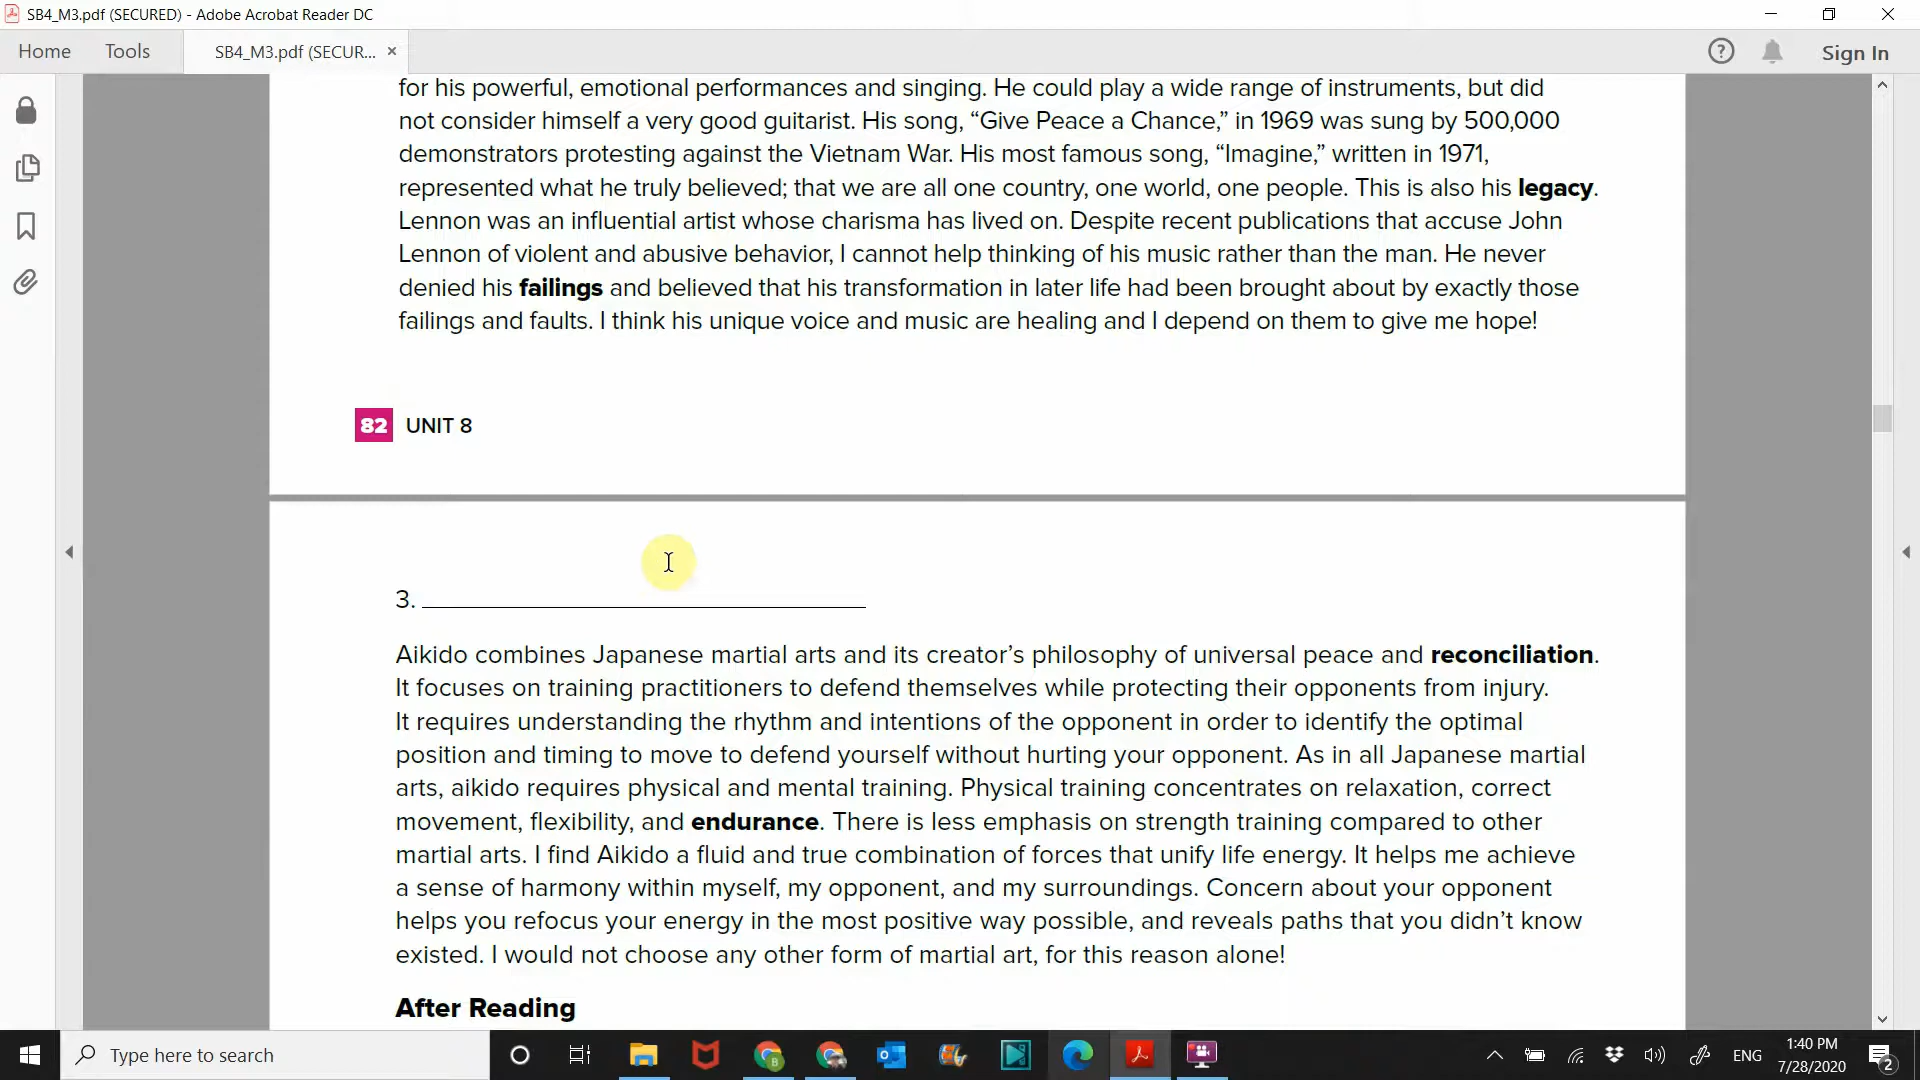 SB4_M3.pdf (SECURED) - Adobe Acrobat Reader DC
Home Tools SB4_M3.pdf (SECUR... × Sign In
for his powerful, emotional performances and singing. He could play a wide range of instruments, but did
not consider himself a very good guitarist. His song, “Give Peace a Chance,” in 1969 was sung by 500,000
demonstrators protesting against the Vietnam War. His most famous song, “Imagine,” written in 1971,
represented what he truly believed; that we are all one country, one world, one people. This is also his legacy.
Lennon was an influential artist whose charisma has lived on. Despite recent publications that accuse John
Lennon of violent and abusive behavior, I cannot help thinking of his music rather than the man. He never
denied his failings and believed that his transformation in later life had been brought about by exactly those
failings and faults. I think his unique voice and music are healing and I depend on them to give me hope!
82 UNIT 8
3.
Aikido combines Japanese martial arts and its creator’s philosophy of universal peace and reconciliation.
It focuses on training practitioners to defend themselves while protecting their opponents from injury.
It requires understanding the rhythm and intentions of the opponent in order to identify the optimal
position and timing to move to defend yourself without hurting your opponent. As in all Japanese martial
arts, aikido requires physical and mental training. Physical training concentrates on relaxation, correct
movement, flexibility, and endurance. There is less emphasis on strength training compared to other
martial arts. I find Aikido a fluid and true combination of forces that unify life energy. It helps me achieve
a sense of harmony within myself, my opponent, and my surroundings. Concern about your opponent
helps you refocus your energy in the most positive way possible, and reveals paths that you didn’t know
existed. I would not choose any other form of martial art, for this reason alone!
After Reading
Type here to search ENG 1:40 PM
7/28/2020 2